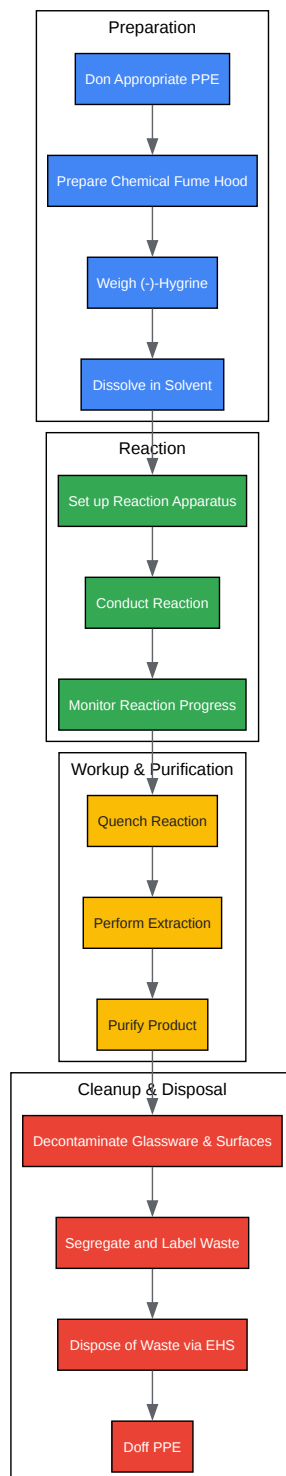 Preparation
Don Appropriate PPE
Prepare Chemical Fume Hood
Weigh (-)-Hygrine
Dissolve in Solvent
Reaction
Set up Reaction Apparatus
Conduct Reaction
Monitor Reaction Progress
Workup & Purification
Quench Reaction
Perform Extraction
Purify Product
Cleanup & Disposal
Decontaminate Glassware & Surfaces
Segregate and Label Waste
Dispose of Waste via EHS
Doff PPE